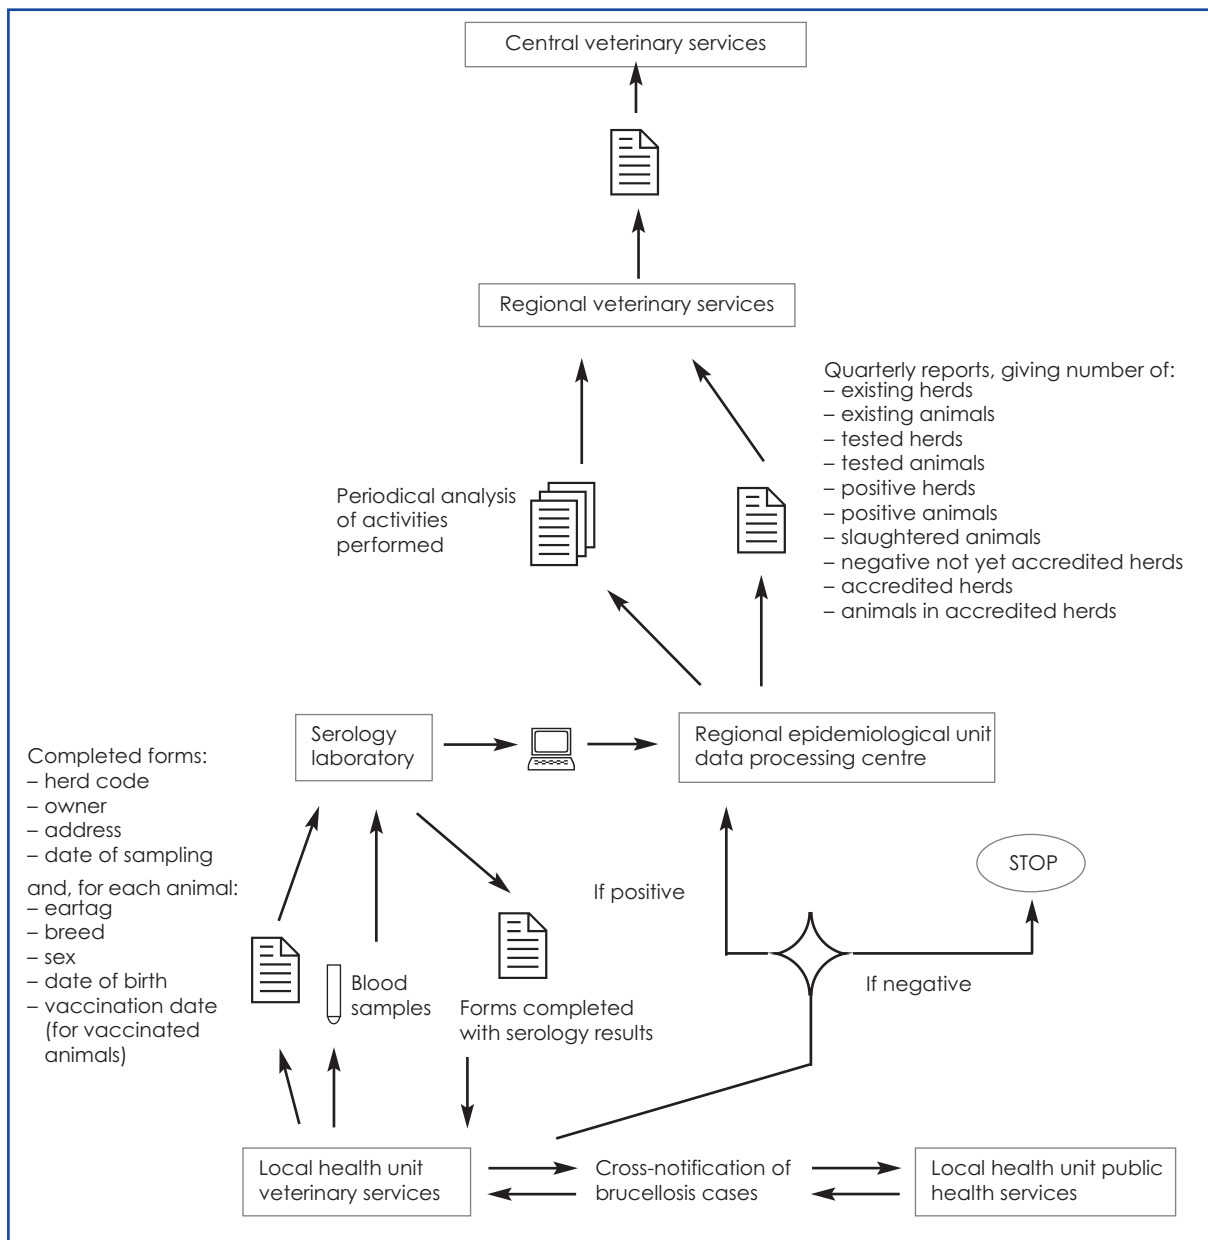 Central veterinary services
Regional veterinary services
Quarterly reports, giving number of:
– existing herds
– existing animals
– tested herds
– tested animals
– positive herds
– positive animals
– slaughtered animals
– negative not yet accredited herds
– accredited herds
– animals in accredited herds
Periodical analysis
of activities
performed
Serology
laboratory
Regional epidemiological unit
data processing centre
Completed forms:
– herd code
– owner
– address
– date of sampling
and, for each animal:
– eartag
– breed
– sex
– date of birth
– vaccination date
(for vaccinated
animals)
Blood
samples
Forms completed
with serology results
If positive
STOP
If negative
Local health unit
veterinary services
Cross-notification of
brucellosis cases
Local health unit public
health services